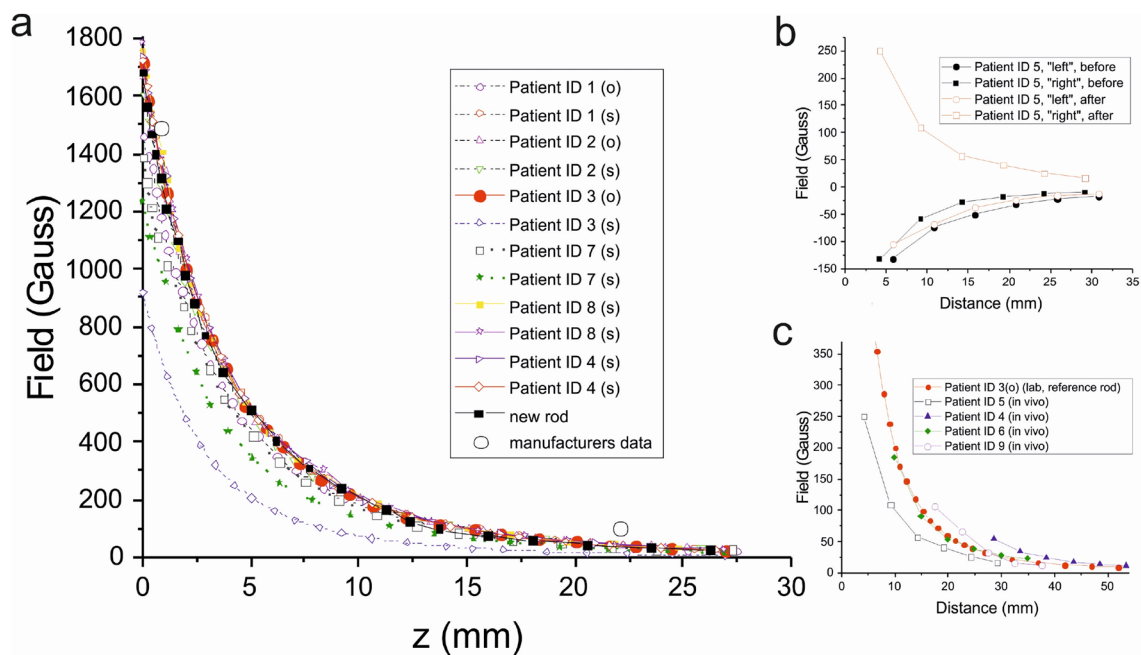 a
1800
1600
1400
1200
1000
800
600
400
200
0
Field (Gauss)
0 5 10 15 20 25 30
z (mm)
Patient ID 1 (o)
Patient ID 1 (s)
Patient ID 2 (o)
Patient ID 2 (s)
Patient ID 3 (o)
Patient ID 3 (s)
Patient ID 7 (s)
Patient ID 7 (s)
Patient ID 8 (s)
Patient ID 8 (s)
Patient ID 4 (s)
Patient ID 4 (s)
new rod
manufacturers data
b
250
200
150
100
50
0
-50
-100
-150
Field (Gauss)
0 5 10 15 20 25 30 35
Distance (mm)
Patient ID 5, "left", before
Patient ID 5, "right", before
Patient ID 5, "left", after
Patient ID 5, "right", after
c
350
300
250
200
150
100
50
0
Field (Gauss)
0 10 20 30 40 50
Distance (mm)
Patient ID 3(o) (lab, reference rod)
Patient ID 5 (in vivo)
Patient ID 4 (in vivo)
Patient ID 6 (in vivo)
Patient ID 9 (in vivo)